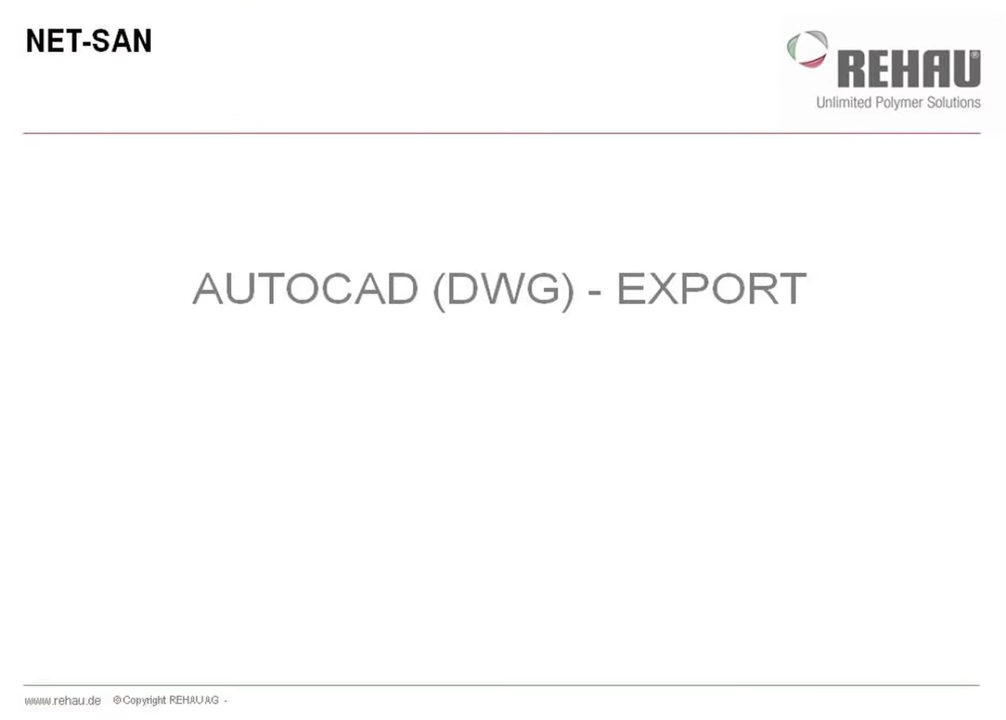 NET-SAN
REHAU®
Unlimited Polymer Solutions
AUTOCAD (DWG) - EXPORT
www.rehau.de © Copyright REHAU AG -